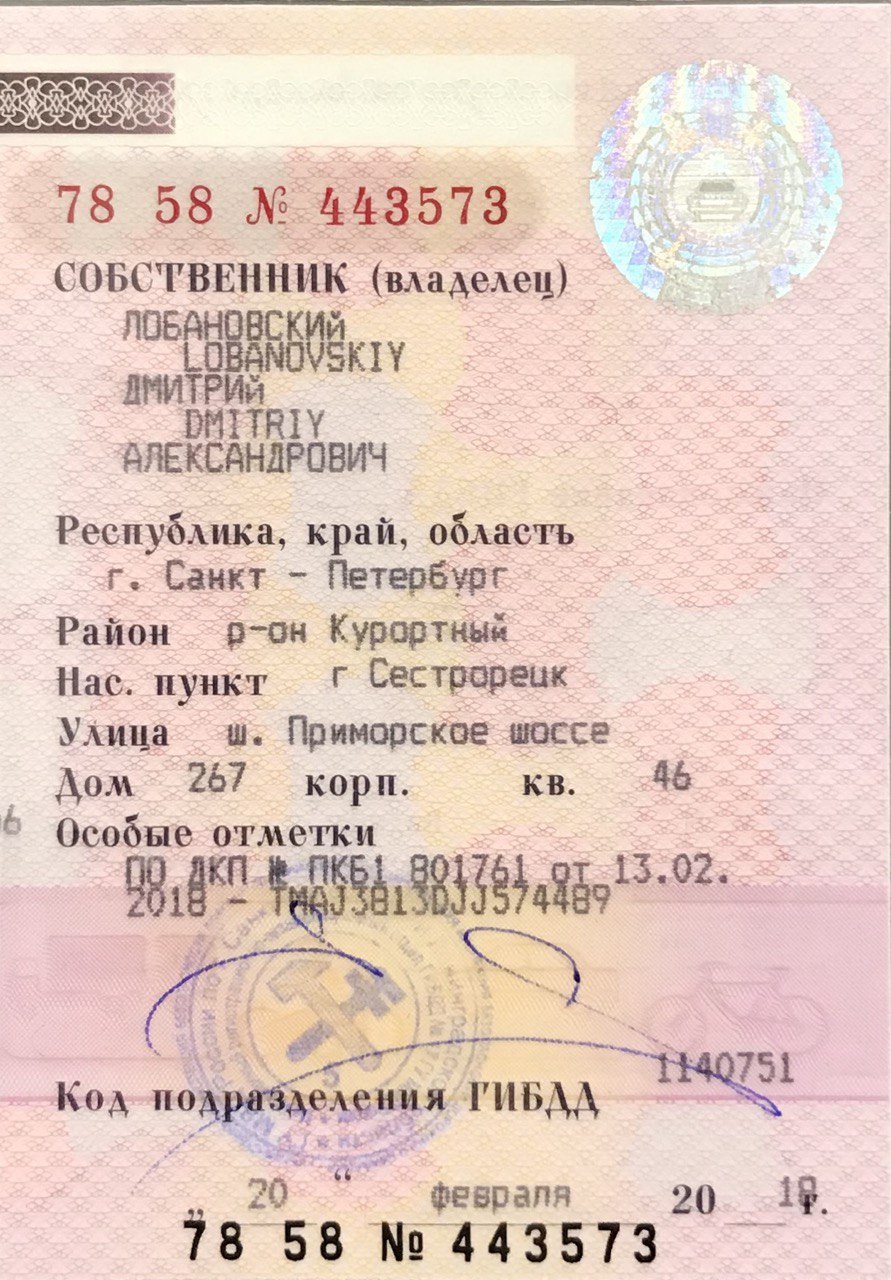 78 58 № 443573
СОБСТВЕННИК (владелец)
ЛОБАНОВСКИЙ
LOBANOVSKIY
ДМИТРИЙ
DMITRIY
АЛЕКСАНДРОВИЧ
Республика, край, область
г. Санкт - Петербург
Район р-он Курортный
Нас. пункт г Сестрорецк
Улица ш. Приморское шоссе
Дом 267 корп. кв. 46
Особые отметки
ПО ДКП № ПКБ1 801761 от 13.02.
2018 - TMAJ3813DJJ574489
1140751
Код подразделения ГИБДД
„ 20 “ февраля 20 18 г.
78 58 № 443573